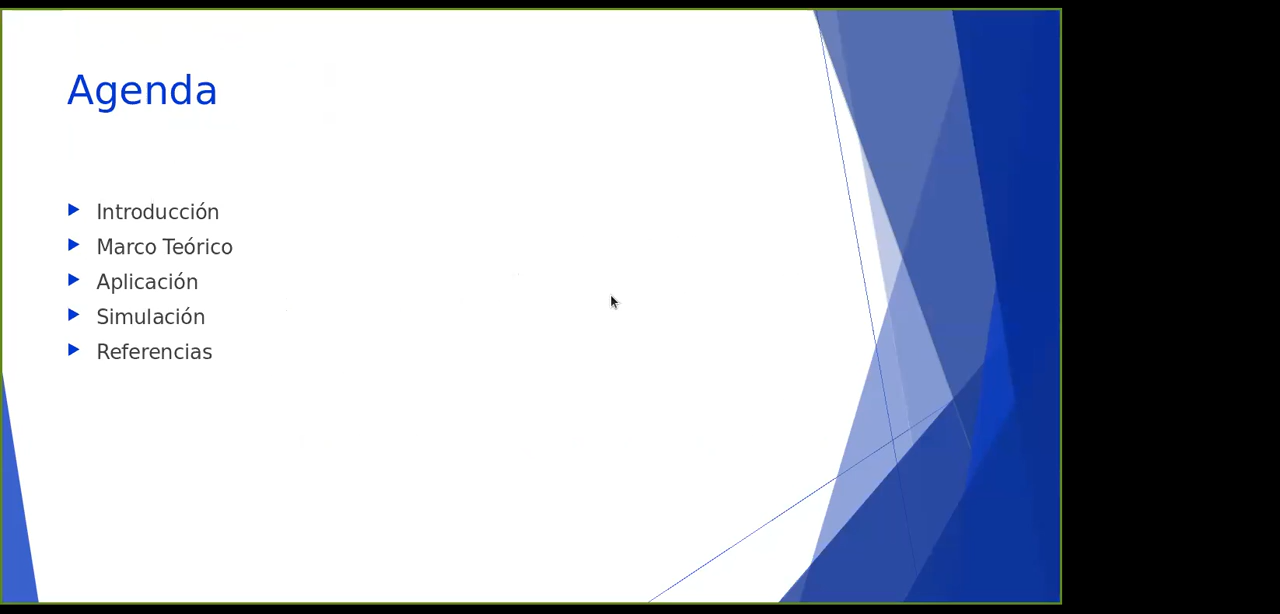 Agenda
Introducción
Marco Teórico
Aplicación
Simulación
Referencias